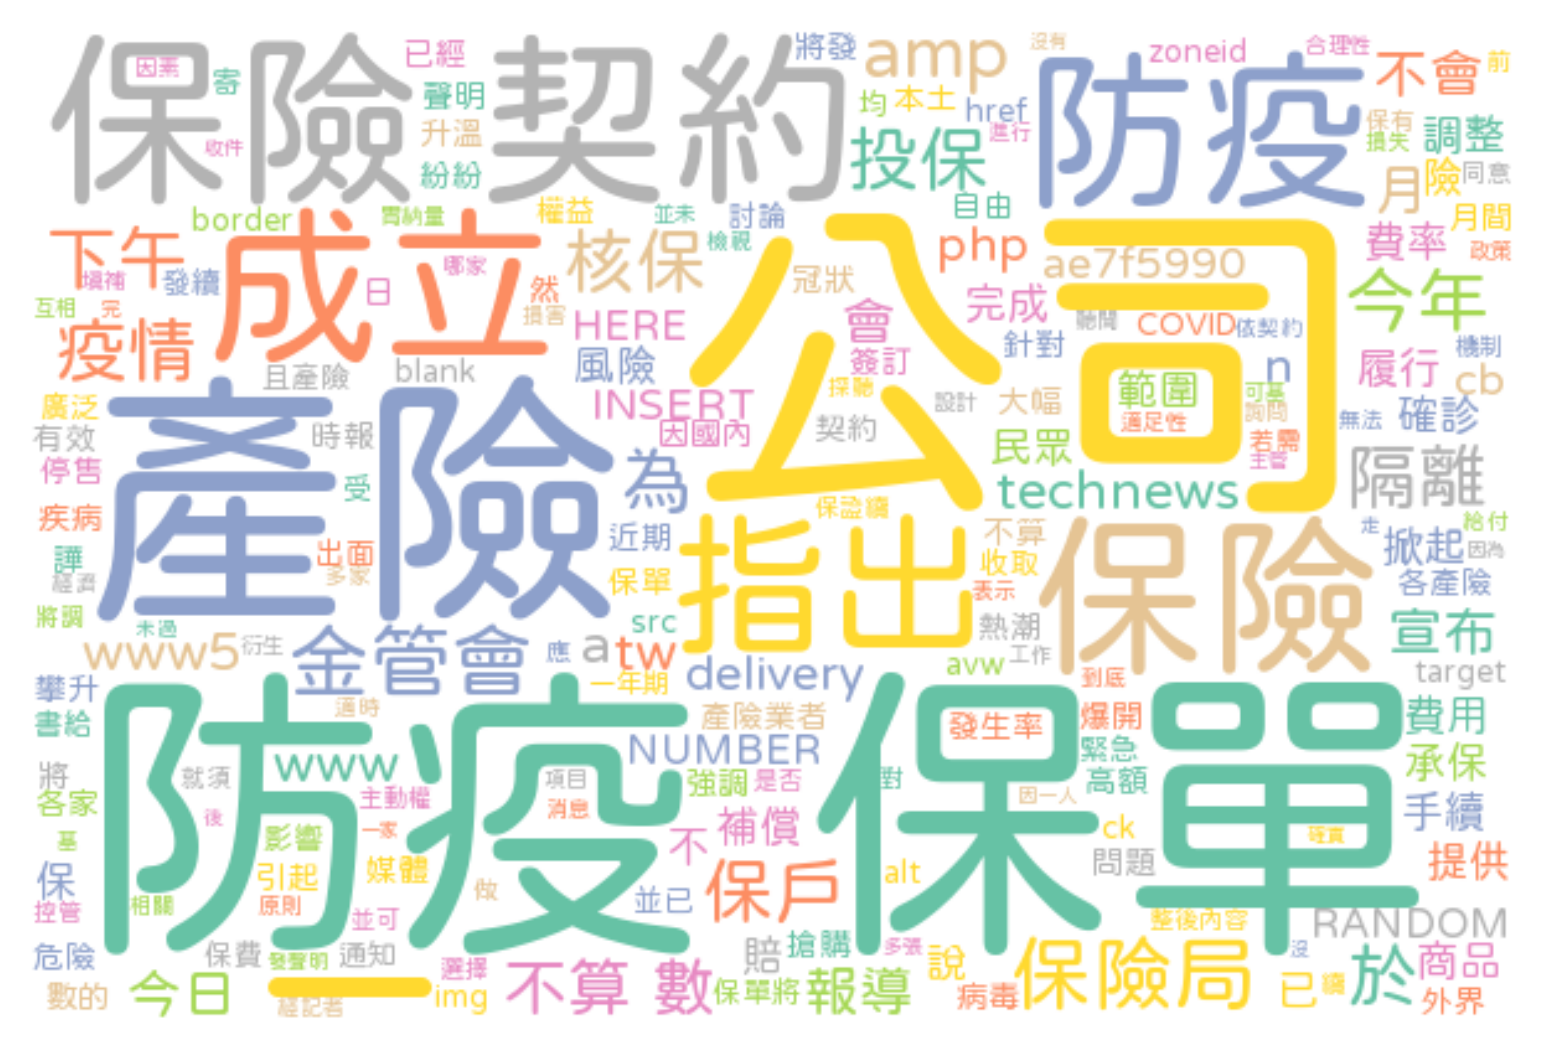 保險契約
防疫
已經
因素
寄
聲明
升溫
收件
紛紛
將發
amp
均
本土
href
進行
投保
沒有
zoneid
合理性
不會
前
保有
損失
調整
月
險
同意
border
胃納量
權益
並未
討論
自由
檢視
月間
費率
政策
下午
成立
哪家
核保
公司
冠狀
php
ae7f5990
填補
發續
日
然
損害
互相
完
疫情
HERE
會
完成
聽聞
COVID
依契約
今年
機制
且產險
blank
風險
簽訂
針對
n
履行
cb
產險
廣泛
有效
時報
INSERT
因國內
探聽
契約
設計
大幅
範圍
適足性
可基
詢問
無法
確診
停售
受
為
民眾
若需
主管
隔離
疾病
technews
保證續
指出
不算
走
給付
譁
經濟
出面
多家
近期
保單
收取
表示
保險
掀起
因為
各產險
將調
未過
src
熱潮
宣布
www5
衍生
金管會
應
a
tw
工作
一年期
delivery
avw
到底
target
攀升
防疫保單
書給
適時
產險業者
發生率
爆開
費用
www
NUMBER
緊急
將
就須
項目
強調
是否
對
高額
承保
各家
主動權
消息
因一人
手續
後
基
影響
一家
不
補償
ck
確實
引起
媒體
做
問題
提供
保
控管
相關
原則
並可
並已
保戶
alt
整後內容
RANDOM
危險
保費
發聲明
通知
選擇
賠
搶購
多張
說
保險局
沒
於
商品
數的
今日
一
經記者
img
不算 數
保單將
報導
病毒
已
續
外界